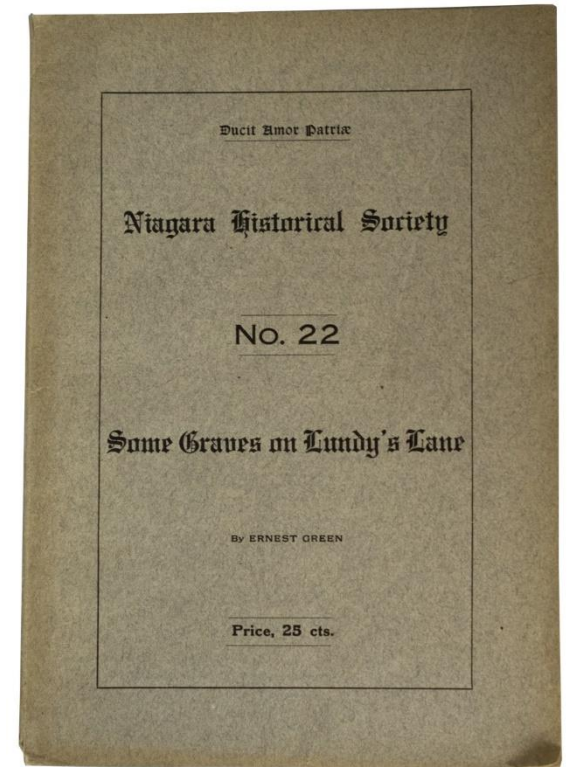 Ducit Amor Patriæ
Niagara Historical Society
No. 22
Some Graves on Lundy's Lane
By ERNEST GREEN
Price, 25 cts.